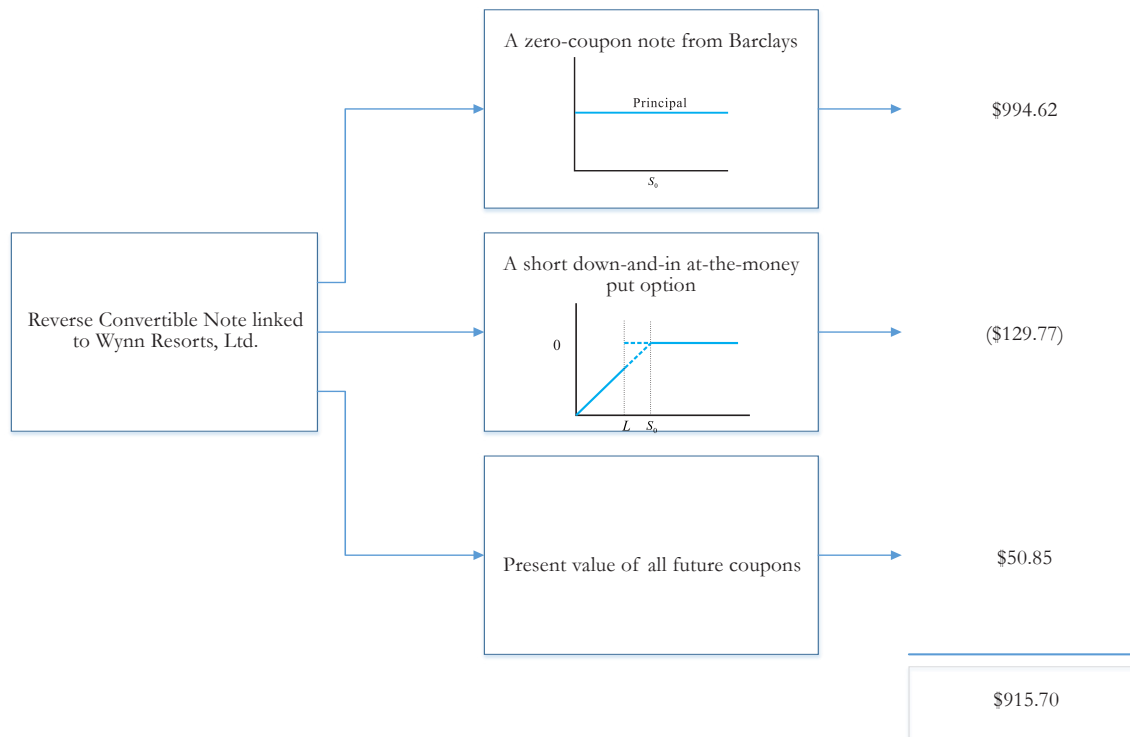 A zero-coupon note from Barclays
Principal
S₀
$994.62
Reverse Convertible Note linked
to Wynn Resorts, Ltd.
A short down-and-in at-the-money
put option
0
L S₀
($129.77)
Present value of all future coupons
$50.85
$915.70